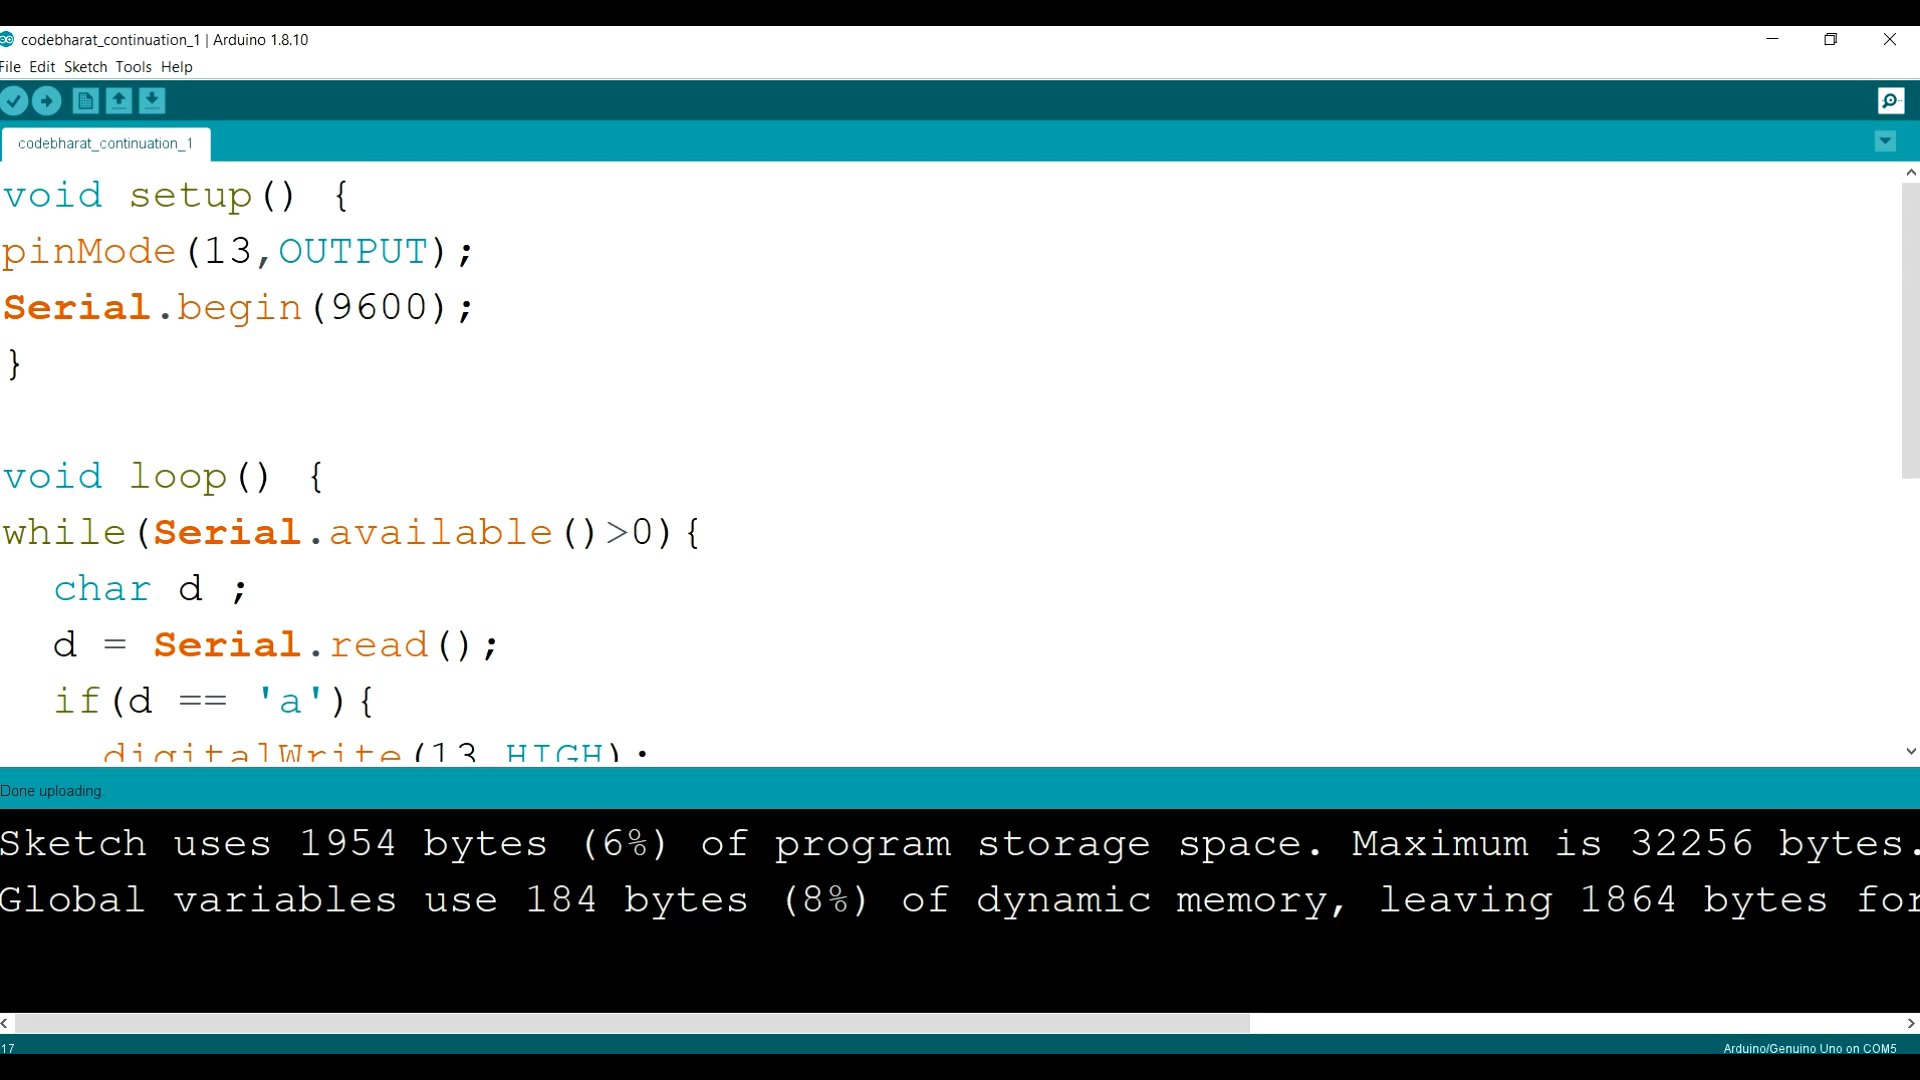 codebharat_continuation_1 | Arduino 1.8.10
File Edit Sketch Tools Help
codebharat_continuation_1
void setup() {
pinMode(13,OUTPUT);
Serial.begin(9600);
}
void loop() {
while(Serial.available()>0){
char d ;
d = Serial.read();
if(d == 'a'){
digitalWrite(13,HIGH);
Done uploading.
Sketch uses 1954 bytes (6%) of program storage space. Maximum is 32256 bytes.
Global variables use 184 bytes (8%) of dynamic memory, leaving 1864 bytes for
17
Arduino/Genuino Uno on COM5